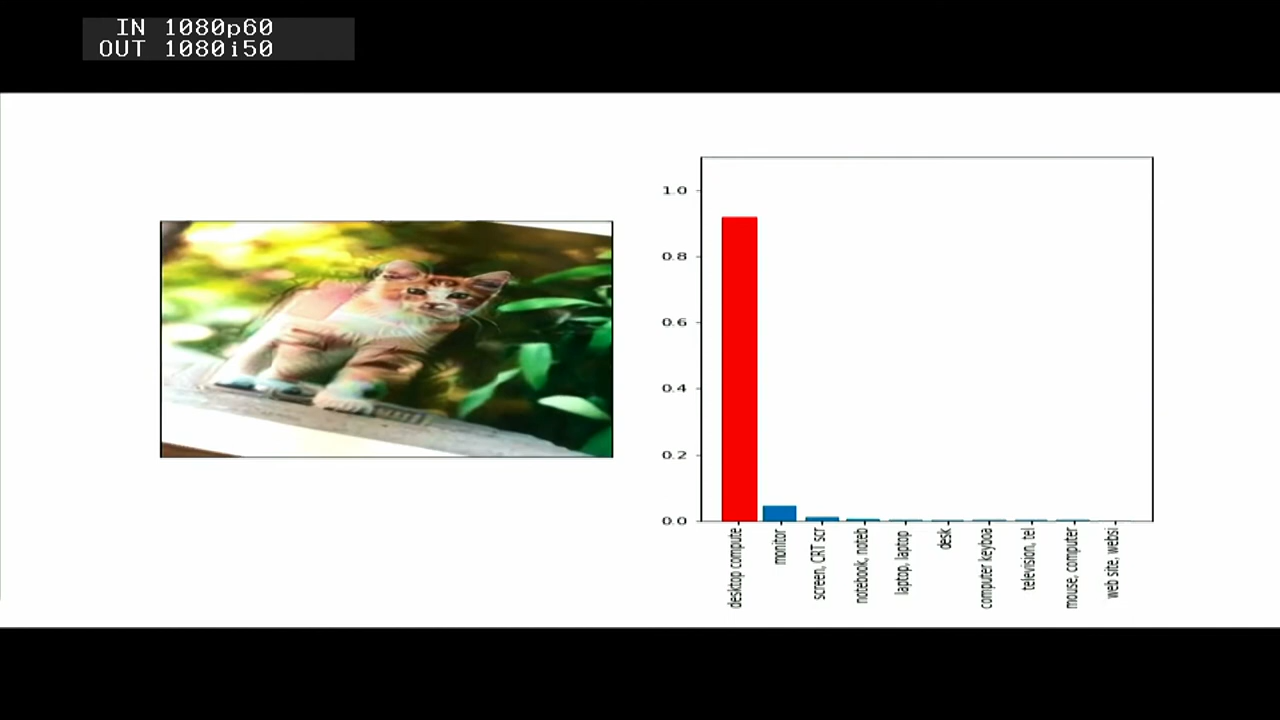 IN 1080p60
OUT 1080i50
1.0
0.8
0.6
0.4
0.2
0.0
desktop compute
monitor
screen, CRT scr
notebook, noteb
laptop, laptop
desk
computer keyboa
television, tel
mouse, computer
web site, websi